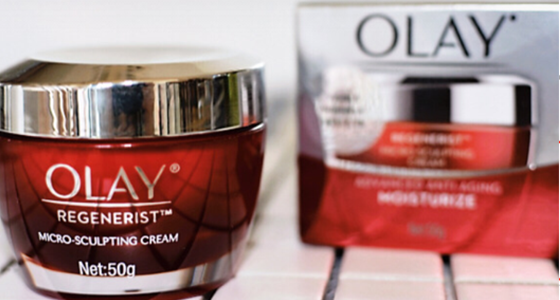 OLAY®
REGENERIST™
MICRO-SCULPTING CREAM
Net:50g
OLAY®
REGENERIST™
MICRO-SCULPTING
CREAM
ADVANCED ANTI-AGING
MOISTURIZE